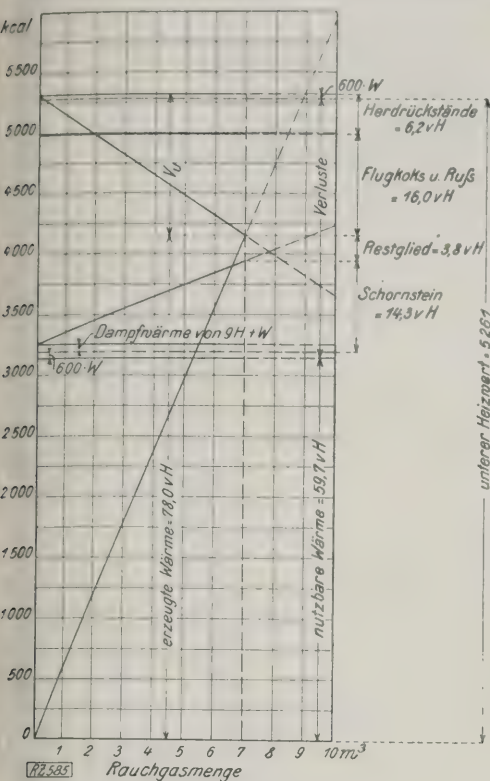 kcal
5500
5000
4500
4000
3500
3000
2500
2000
1500
1000
500
0
600·W
Herdrückstände
= 6,2 vH
Flugkoks u. Ruß
= 16,0 vH
Restglied = 3,8 vH
Schornstein
= 14,3 vH
Vu
Verluste
Dampfwärme von 9H+W
600·W
erzeugte Wärme = 78,0 vH
nutzbare Wärme = 59,7 vH
unterer Heizwert = 5261
1 2 3 4 5 6 7 8 9 10 m³
RZ585 Rauchgasmenge